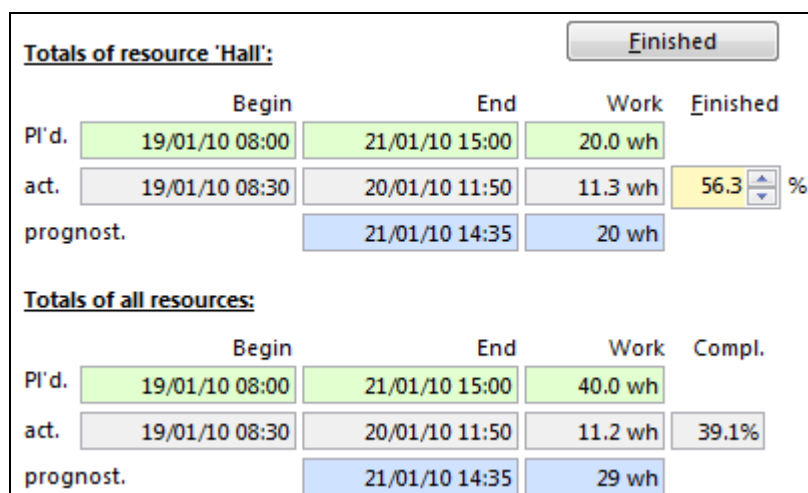 Finished
Totals of resource 'Hall':
Begin End Work Finished
Pl'd. 19/01/10 08:00 21/01/10 15:00 20.0 wh
act. 19/01/10 08:30 20/01/10 11:50 11.3 wh 56.3 %
prognost. 21/01/10 14:35 20 wh
Totals of all resources:
Begin End Work Compl.
Pl'd. 19/01/10 08:00 21/01/10 15:00 40.0 wh
act. 19/01/10 08:30 20/01/10 11:50 11.2 wh 39.1%
prognost. 21/01/10 14:35 29 wh